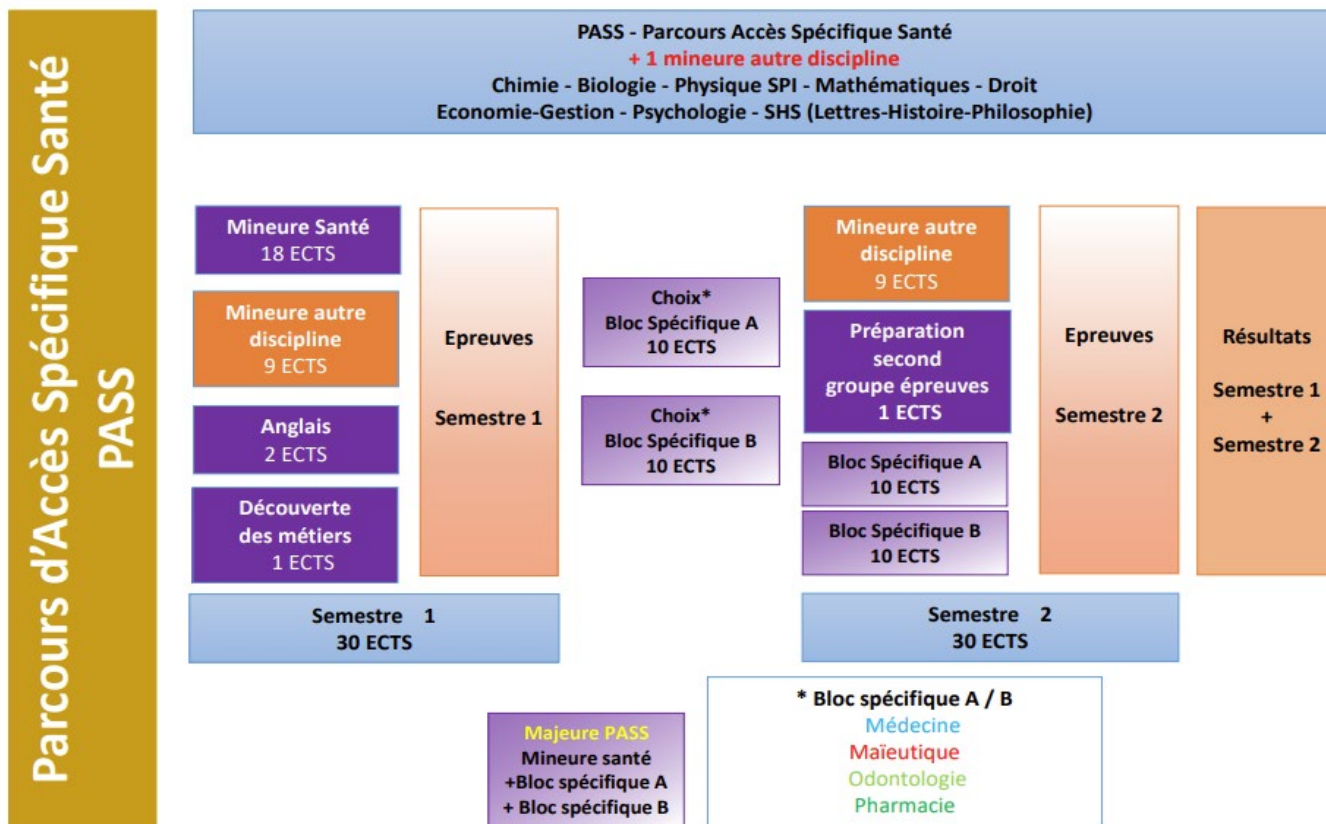 Parcours d’Accès Spécifique Santé
PASS
PASS - Parcours Accès Spécifique Santé
+ 1 mineure autre discipline
Chimie - Biologie - Physique SPI - Mathématiques - Droit
Economie-Gestion - Psychologie - SHS (Lettres-Histoire-Philosophie)
Mineure Santé
18 ECTS
Mineure autre
discipline
9 ECTS
Anglais
2 ECTS
Découverte
des métiers
1 ECTS
Epreuves
Semestre 1
Choix*
Bloc Spécifique A
10 ECTS
Choix*
Bloc Spécifique B
10 ECTS
Mineure autre
discipline
9 ECTS
Préparation
second
groupe épreuves
1 ECTS
Bloc Spécifique A
10 ECTS
Bloc Spécifique B
10 ECTS
Epreuves
Semestre 2
Résultats
Semestre 1
+
Semestre 2
Semestre 1
30 ECTS
Semestre 2
30 ECTS
Majeure PASS
Mineure santé
+Bloc spécifique A
+ Bloc spécifique B
* Bloc spécifique A / B
Médecine
Maïeutique
Odontologie
Pharmacie